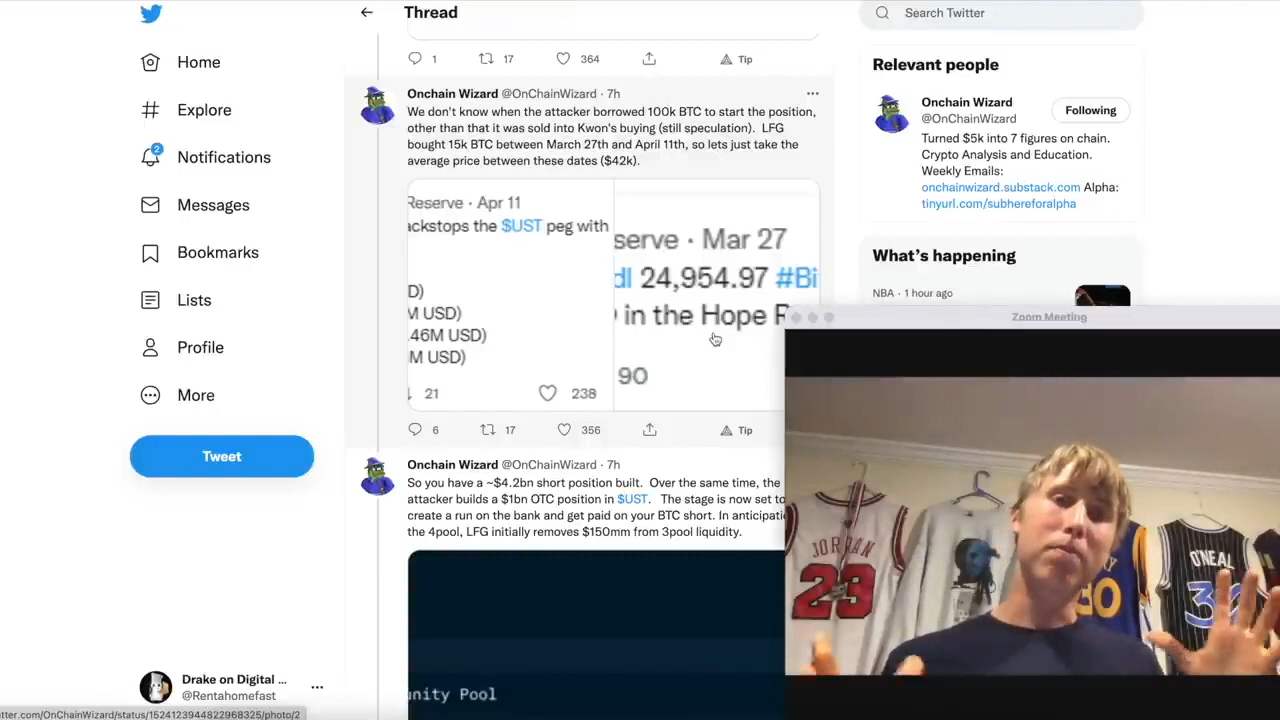 Thread
Search Twitter
Home
Explore
2
Notifications
Messages
Bookmarks
Lists
Profile
More
Tweet
Drake on Digital ...
@Rentahomefast
1 17 364 Tip
Onchain Wizard @OnChainWizard · 7h
We don't know when the attacker borrowed 100k BTC to start the position,
other than that it was sold into Kwon's buying (still speculation). LFG
bought 15k BTC between March 27th and April 11th, so lets just take the
average price between these dates ($42k).
Reserve · Apr 11
ackstops the $UST peg with
D)
M USD)
.46M USD)
M USD)
21 238
serve · Mar 27
dl 24,954.97 #Bi
in the Hope R
90
6 17 356 Tip
Onchain Wizard @OnChainWizard · 7h
So you have a ~$4.2bn short position built. Over the same time, the
attacker builds a $1bn OTC position in $UST. The stage is now set to
create a run on the bank and get paid on your BTC short. In anticipati
the 4pool, LFG initially removes $150mm from 3pool liquidity.
unity Pool
Relevant people
Onchain Wizard
@OnChainWizard
Following
Turned $5k into 7 figures on chain.
Crypto Analysis and Education.
Weekly Emails:
onchainwizard.substack.com Alpha:
tinyurl.com/subhereforalpha
What's happening
NBA · 1 hour ago
Zoom Meeting
JORDAN
23
30
O'NEAL
tter.com/OnChainWizard/status/1524123944822968325/photo/2